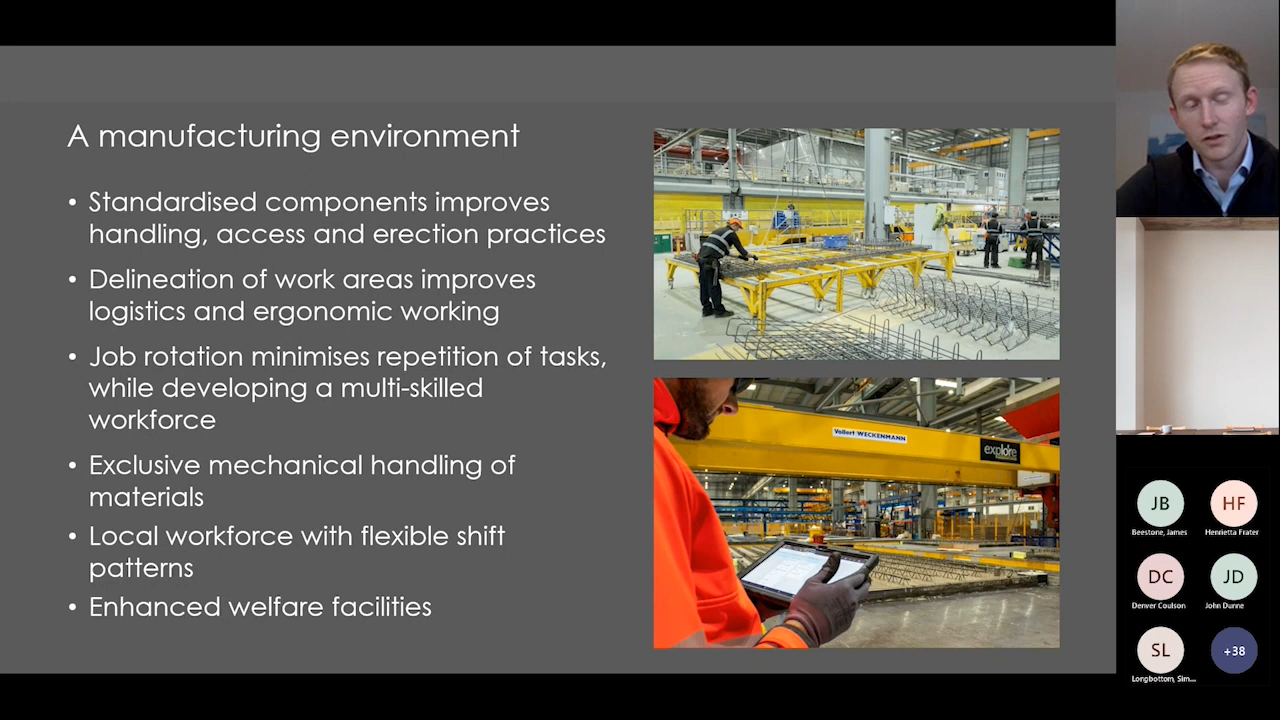 A manufacturing environment
• Standardised components improves
handling, access and erection practices
• Delineation of work areas improves
logistics and ergonomic working
• Job rotation minimises repetition of tasks,
while developing a multi-skilled
workforce
• Exclusive mechanical handling of
materials
• Local workforce with flexible shift
patterns
• Enhanced welfare facilities
Vollert WECKENMANN
explore
JB
HF
Beestone, James
Henrietta Frater
DC
JD
Denver Coulson
John Dunne
SL
+38
Longbottom, Sim...